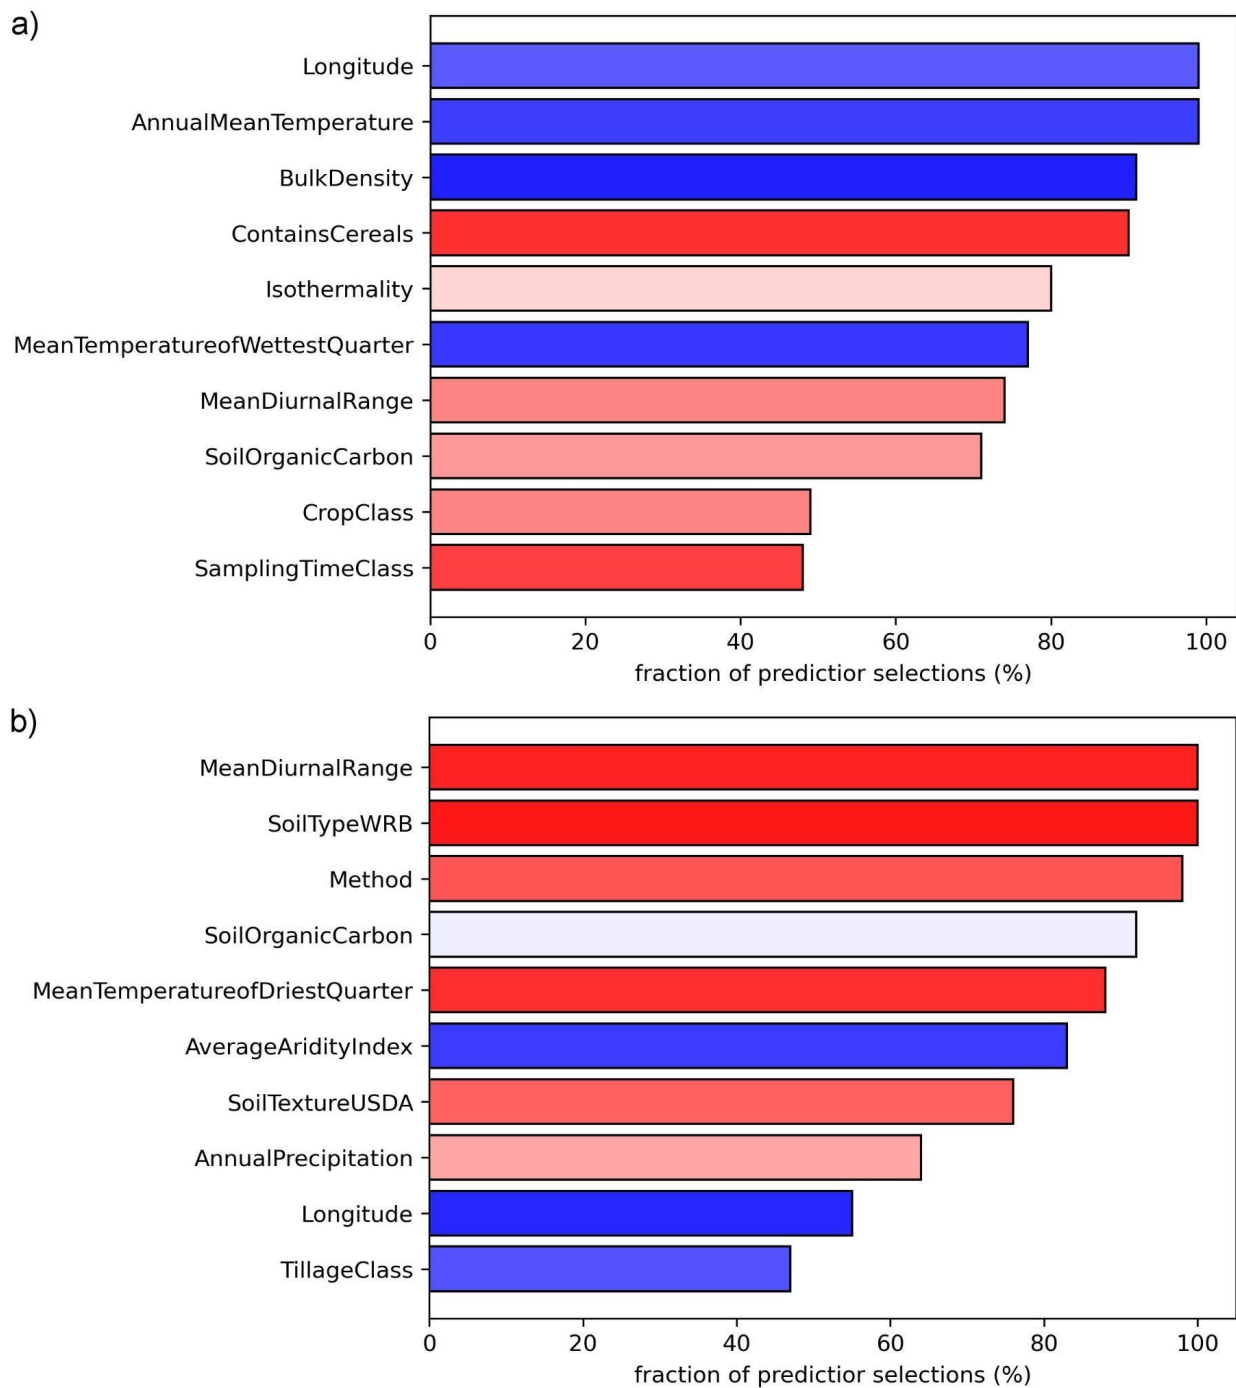 a)
Longitude
AnnualMeanTemperature
BulkDensity
ContainsCereals
Isothermality
MeanTemperatureofWettestQuarter
MeanDiurnalRange
SoilOrganicCarbon
CropClass
SamplingTimeClass
0 20 40 60 80 100
fraction of predictior selections (%)
b)
MeanDiurnalRange
SoilTypeWRB
Method
SoilOrganicCarbon
MeanTemperatureofDriestQuarter
AverageAridityIndex
SoilTextureUSDA
AnnualPrecipitation
Longitude
TillageClass
0 20 40 60 80 100
fraction of predictior selections (%)